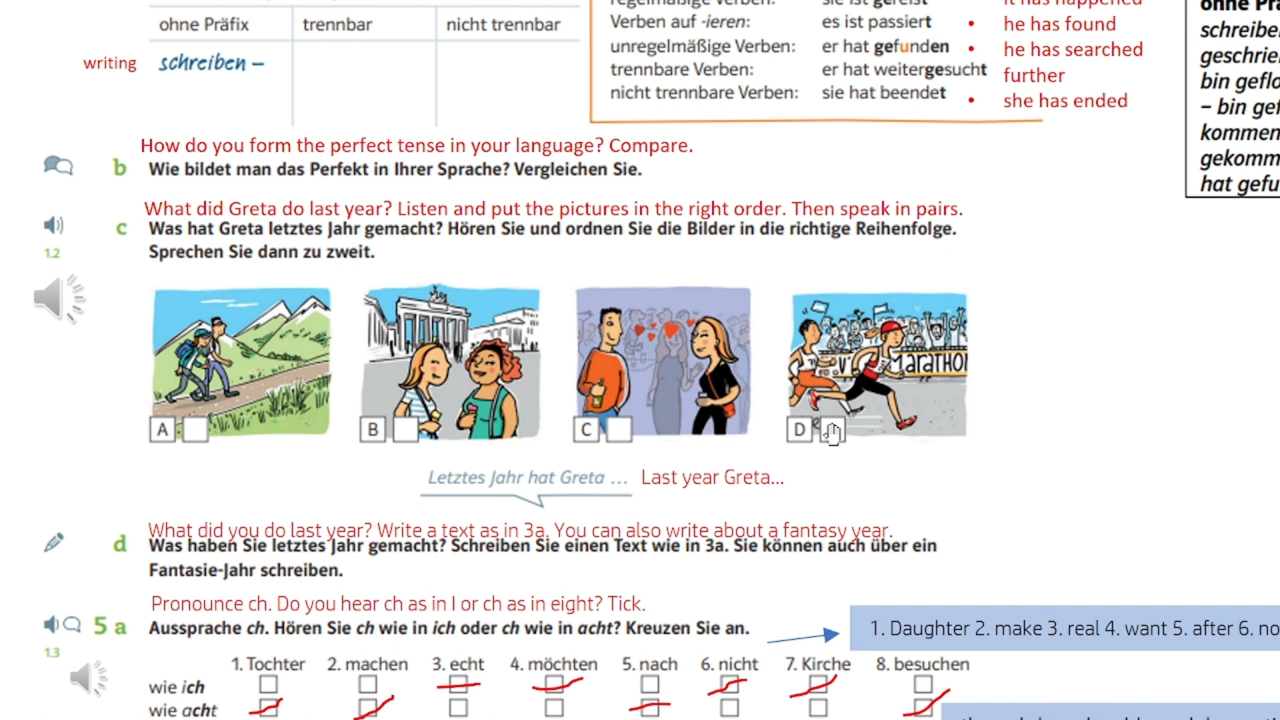 ohne Präfix trennbar nicht trennbar
writing schreiben –
Verben auf -ieren: es ist passiert
unregelmäßige Verben: er hat gefunden
trennbare Verben: er hat weitergesucht
nicht trennbare Verben: sie hat beendet
• he has found
• he has searched
further
• she has ended
schreiben
bin geflo
– bin gef
kommen
gekomm
hat gefu
How do you form the perfect tense in your language? Compare.
b Wie bildet man das Perfekt in Ihrer Sprache? Vergleichen Sie.
What did Greta do last year? Listen and put the pictures in the right order. Then speak in pairs.
c Was hat Greta letztes Jahr gemacht? Hören Sie und ordnen Sie die Bilder in die richtige Reihenfolge.
1.2 Sprechen Sie dann zu zweit.
MaratHON
A B C D
Letztes Jahr hat Greta ... Last year Greta...
What did you do last year? Write a text as in 3a. You can also write about a fantasy year.
d Was haben Sie letztes Jahr gemacht? Schreiben Sie einen Text wie in 3a. Sie können auch über ein
Fantasie-Jahr schreiben.
Pronounce ch. Do you hear ch as in I or ch as in eight? Tick.
5 a Aussprache ch. Hören Sie ch wie in ich oder ch wie in acht? Kreuzen Sie an.
1.3
1. Daughter 2. make 3. real 4. want 5. after 6. no
1. Tochter 2. machen 3. echt 4. möchten 5. nach 6. nicht 7. Kirche 8. besuchen
wie ich
wie acht